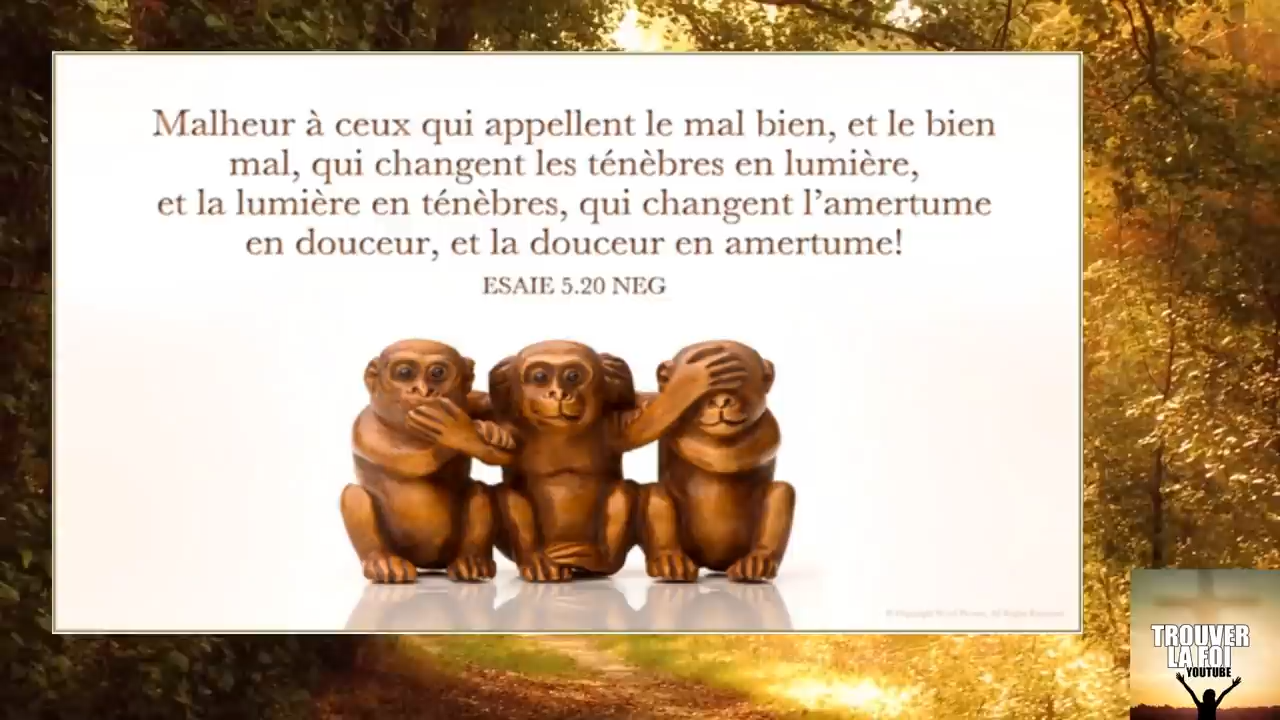 Malheur à ceux qui appellent le mal bien, et le bien
mal, qui changent les ténèbres en lumière,
et la lumière en ténèbres, qui changent l’amertume
en douceur, et la douceur en amertume!
ESAIE 5.20 NEG
TROUVER
LA FOI
YOUTUBE